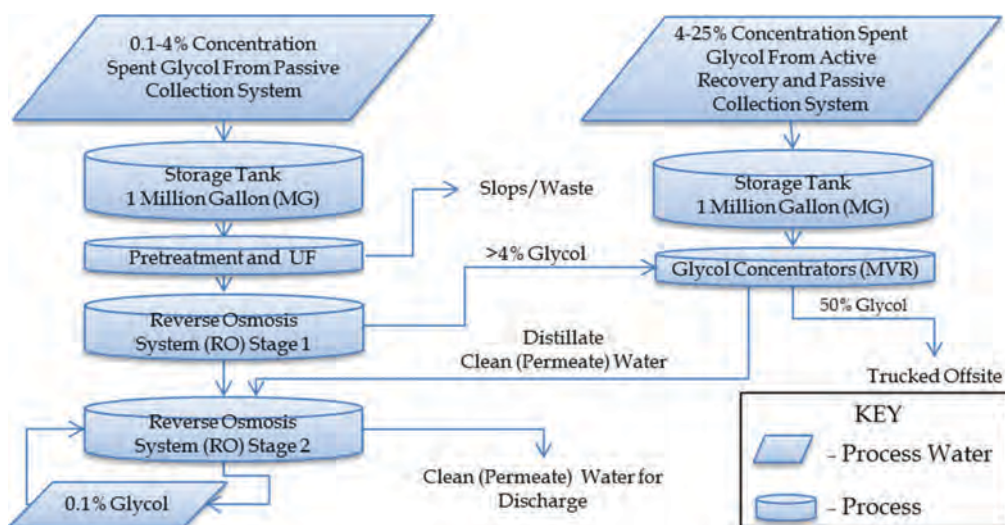 0.1-4% Concentration
Spent Glycol From Passive
Collection System
4-25% Concentration Spent
Glycol From Active
Recovery and Passive
Collection System
Storage Tank
1 Million Gallon (MG)
Slops/Waste
Storage Tank
1 Million Gallon (MG)
Pretreatment and UF
>4% Glycol
Glycol Concentrators (MVR)
Reverse Osmosis
System (RO) Stage 1
50% Glycol
Distillate
Clean (Permeate) Water
Trucked Offsite
Reverse Osmosis
System (RO) Stage 2
Clean (Permeate) Water for
Discharge
0.1% Glycol
KEY
- Process Water
- Process